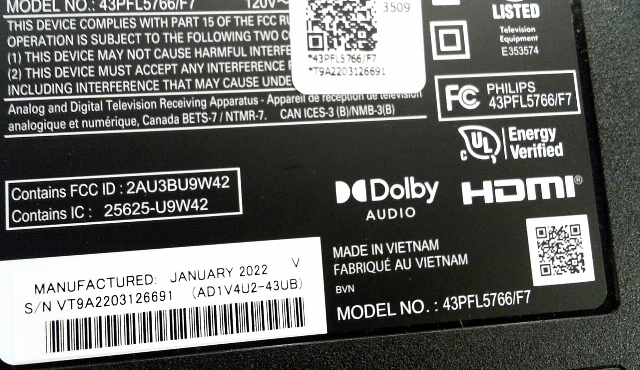 MODEL NO.: 43PFL5766/F7 120V~
THIS DEVICE COMPLIES WITH PART 15 OF THE FCC RU
OPERATION IS SUBJECT TO THE FOLLOWING TWO CO
(1) THIS DEVICE MAY NOT CAUSE HARMFUL INTERFE
(2) THIS DEVICE MUST ACCEPT ANY INTERFERENCE R
INCLUDING INTERFERENCE THAT MAY CAUSE UNDE
Analog and Digital Television Receiving Apparatus - Appareil de réception de télévision
analogique et numérique, Canada BETS-7 / NTMR-7. CAN ICES-3 (B)/NMB-3(B)
3509
*43PFL5766/F7
*T9A2203126691
LISTED
Television
Equipment
E353574
FC PHILIPS
43PFL5766/F7
UL Energy
Verified
Contains FCC ID : 2AU3BU9W42
Contains IC : 25625-U9W42
Dolby
AUDIO
HDMI®
MANUFACTURED: JANUARY 2022 V
S/N VT9A2203126691 (AD1V4U2-43UB)
MADE IN VIETNAM
FABRIQUÉ AU VIETNAM
BVN
MODEL NO. : 43PFL5766/F7